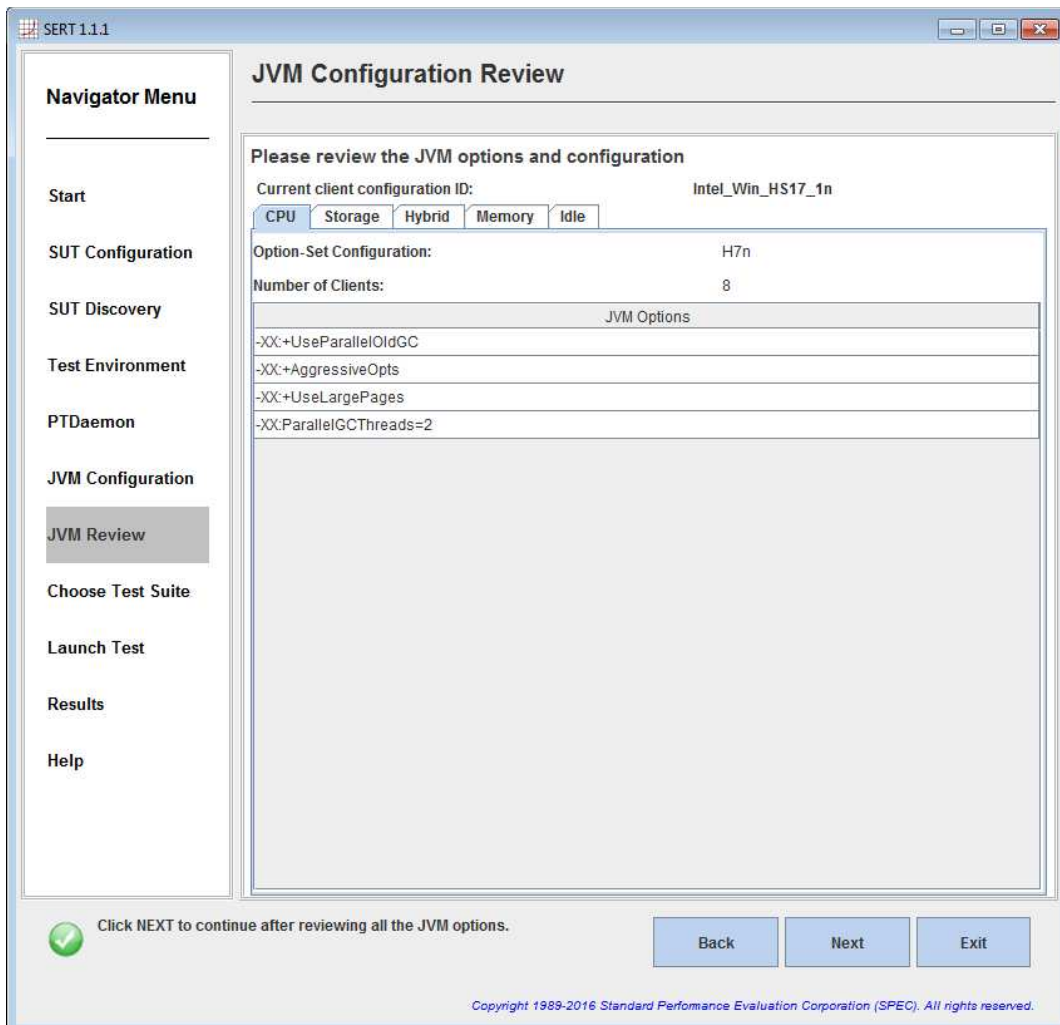 SERT 1.1.1
Navigator Menu
Start
SUT Configuration
SUT Discovery
Test Environment
PTDaemon
JVM Configuration
JVM Review
Choose Test Suite
Launch Test
Results
Help
JVM Configuration Review
Please review the JVM options and configuration
Current client configuration ID: Intel_Win_HS17_1n
CPU Storage Hybrid Memory Idle
Option-Set Configuration: H7n
Number of Clients: 8
JVM Options
-XX:+UseParallelOldGC
-XX:+AggressiveOpts
-XX:+UseLargePages
-XX:ParallelGCThreads=2
Click NEXT to continue after reviewing all the JVM options.
Back Next Exit
Copyright 1989-2016 Standard Perfomance Evaluation Corporation (SPEC). All rights reserved.